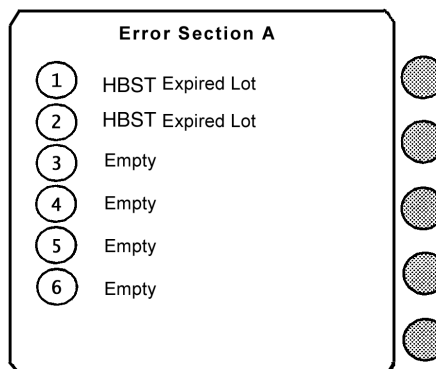 Error Section A
1 HBST Expired Lot
2 HBST Expired Lot
3 Empty
4 Empty
5 Empty
6 Empty